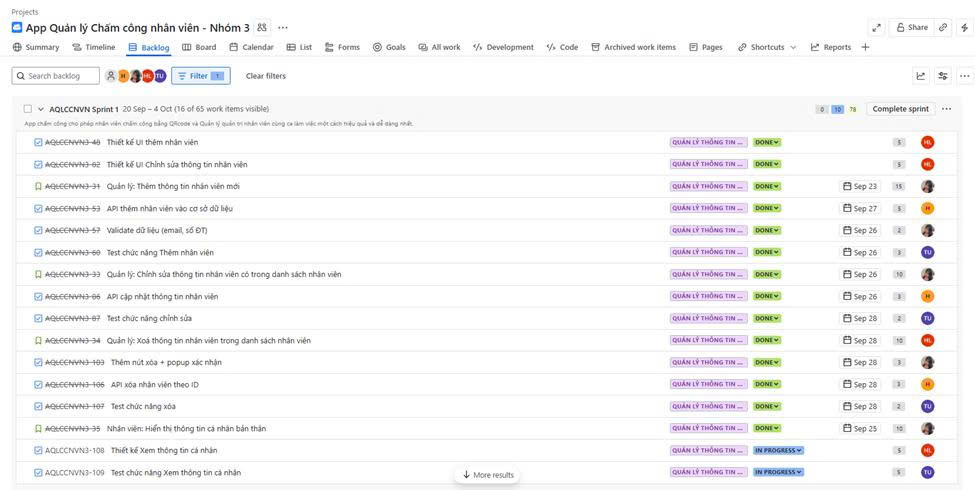 Projects
App Quản lý Chấm công nhân viên - Nhóm 3
Share
Summary Timeline Backlog Board Calendar List Forms Goals All work Development Code Archived work items Pages Shortcuts Reports
Search backlog H HL TU Filter 1 Clear filters
AQLCCNVN Sprint 1 20 Sep – 4 Oct (16 of 65 work items visible) 0 10 78 Complete sprint
App chấm công cho phép nhân viên chấm công bằng QRcode và Quản lý quản trị nhân viên cùng ca làm việc một cách hiệu quả và dễ dàng nhất.
AQLCCNVN3-48 Thiết kế UI thêm nhân viên QUẢN LÝ THÔNG TIN ... DONE 5 HL
AQLCCNVN3-82 Thiết kế UI Chỉnh sửa thông tin nhân viên QUẢN LÝ THÔNG TIN ... DONE 5 HL
AQLCCNVN3-31 Quản lý: Thêm thông tin nhân viên mới QUẢN LÝ THÔNG TIN ... DONE Sep 23 15
AQLCCNVN3-53 API thêm nhân viên vào cơ sở dữ liệu QUẢN LÝ THÔNG TIN ... DONE Sep 27 5 H
AQLCCNVN3-57 Validate dữ liệu (email, số ĐT) QUẢN LÝ THÔNG TIN ... DONE Sep 26 2
AQLCCNVN3-60 Test chức năng Thêm nhân viên QUẢN LÝ THÔNG TIN ... DONE Sep 26 3 TU
AQLCCNVN3-33 Quản lý: Chỉnh sửa thông tin nhân viên có trong danh sách nhân viên QUẢN LÝ THÔNG TIN ... DONE Sep 26 10
AQLCCNVN3-86 API cập nhật thông tin nhân viên QUẢN LÝ THÔNG TIN ... DONE Sep 26 3 H
AQLCCNVN3-87 Test chức năng chỉnh sửa QUẢN LÝ THÔNG TIN ... DONE Sep 28 2 TU
AQLCCNVN3-34 Quản lý: Xoá thông tin nhân viên trong danh sách nhân viên QUẢN LÝ THÔNG TIN ... DONE Sep 28 10 HL
AQLCCNVN3-103 Thêm nút xóa + popup xác nhận QUẢN LÝ THÔNG TIN ... DONE Sep 28 3
AQLCCNVN3-106 API xóa nhân viên theo ID QUẢN LÝ THÔNG TIN ... DONE Sep 28 3 H
AQLCCNVN3-107 Test chức năng xóa QUẢN LÝ THÔNG TIN ... DONE Sep 28 2 TU
AQLCCNVN3-35 Nhân viên: Hiển thị thông tin cá nhân bản thân QUẢN LÝ THÔNG TIN ... DONE Sep 25 10
AQLCCNVN3-108 Thiết kế Xem thông tin cá nhân QUẢN LÝ THÔNG TIN ... IN PROGRESS 5 HL
AQLCCNVN3-109 Test chức năng Xem thông tin cá nhân QUẢN LÝ THÔNG TIN ... IN PROGRESS 5 TU
More results